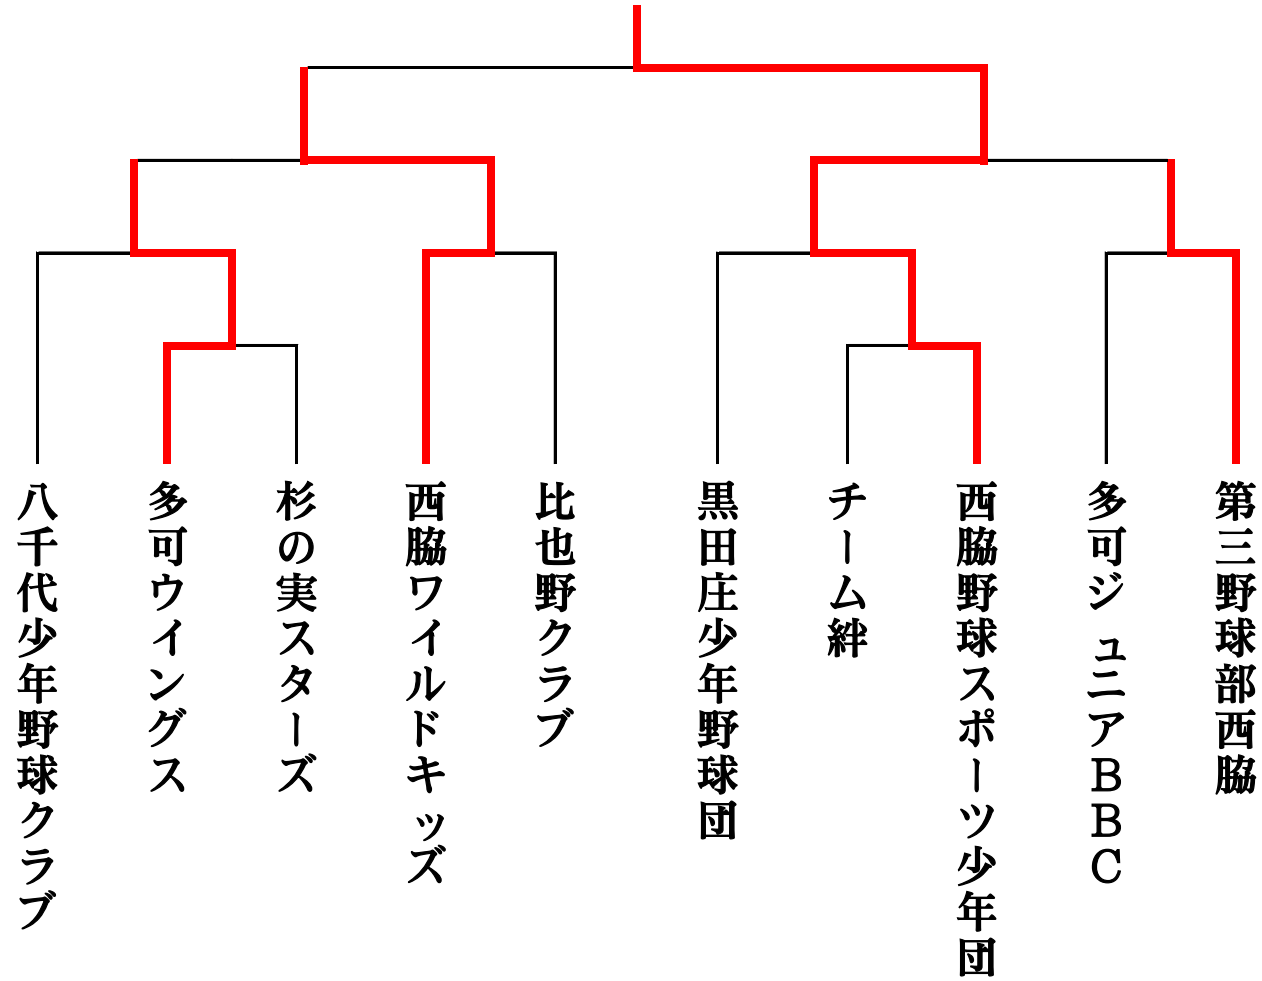 八千代少年野球クラブ
多可ウイングス
杉の実スターズ
西脇ワイルドキッズ
比也野クラブ
黒田庄少年野球団
チーム絆
西脇野球スポーツ少年団
多可ジュニアＢＢＣ
第三野球部西脇